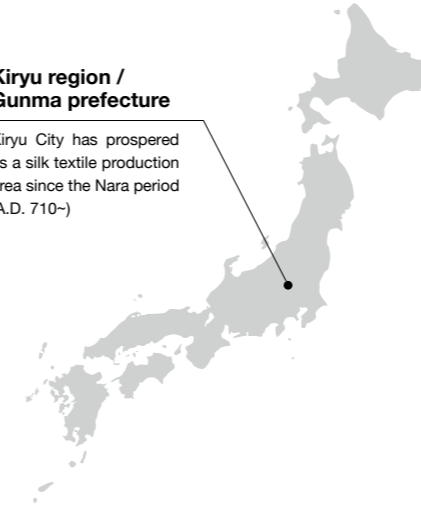 Kiryu region /
Gunma prefecture
Kiryu City has prospered
s a silk textile production
rea since the Nara period
A.D. 710~)